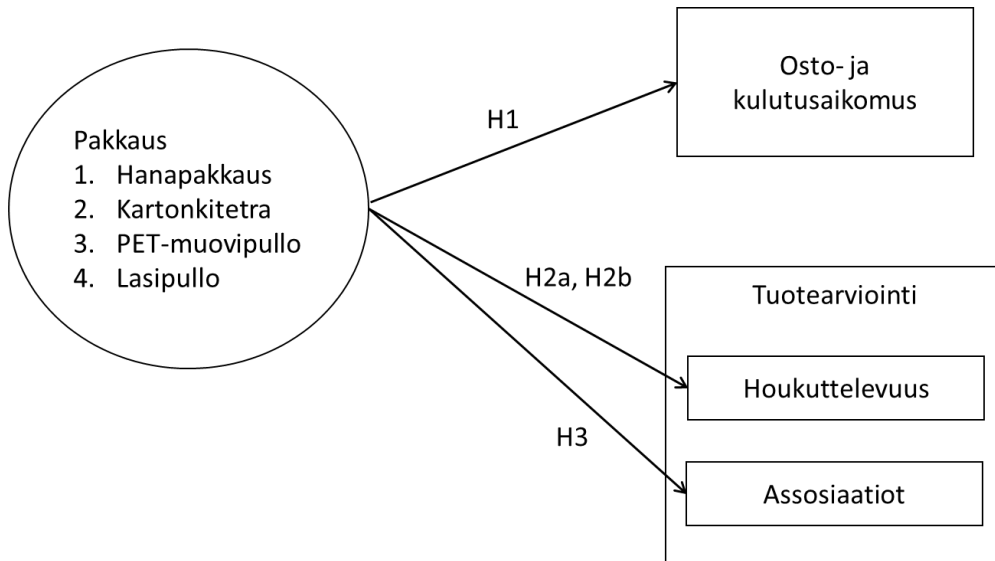 Pakkaus
1. Hanapakkaus
2. Kartonkitetra
3. PET-muovipullo
4. Lasipullo
H1
Osto- ja
kulutusaikomus
H2a, H2b
H3
Tuotearviointi
Houkuttelevuus
Assosiaatiot